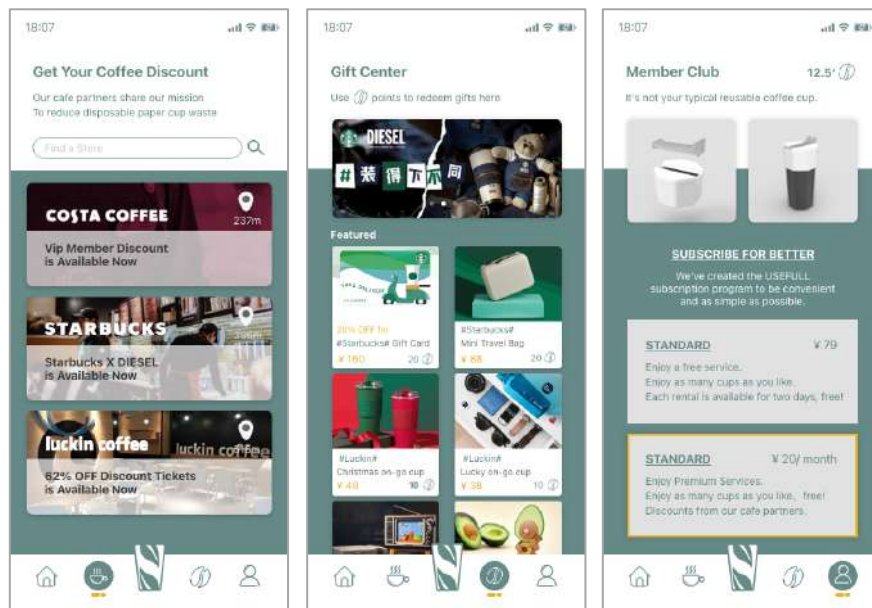 18:07
Get Your Coffee Discount
Our cafe partners share our mission
To reduce disposable paper cup waste
Find a Store
COSTA COFFEE
237m
Vip Member Discount
is Available Now
STARBUCKS
Starbucks X DIESEL
is Available Now
luckin coffee
luckin coffee
62% OFF Discount Tickets
is Available Now
18:07
Gift Center
Use points to redeem gifts here
DIESEL
#装得下不同
Featured
20% OFF for
#Starbucks# Gift Card
¥ 160 20
#Starbucks#
Mini Travel Bag
¥ 88 20
#Luckin#
Christmas on-go cup
¥ 48 10
#Luckin#
Lucky on-go cup
¥ 38 10
18:07
Member Club 12.5'
It's not your typical reusable coffee cup.
SUBSCRIBE FOR BETTER
We've created the USEFULL
subscription program to be convenient
and as simple as possible.
STANDARD ¥ 79
Enjoy a free service.
Enjoy as many cups as you like.
Each rental is available for two days, free!
STANDARD ¥ 20/ month
Enjoy Premium Services.
Enjoy as many cups as you like, free!
Discounts from our cafe partners.